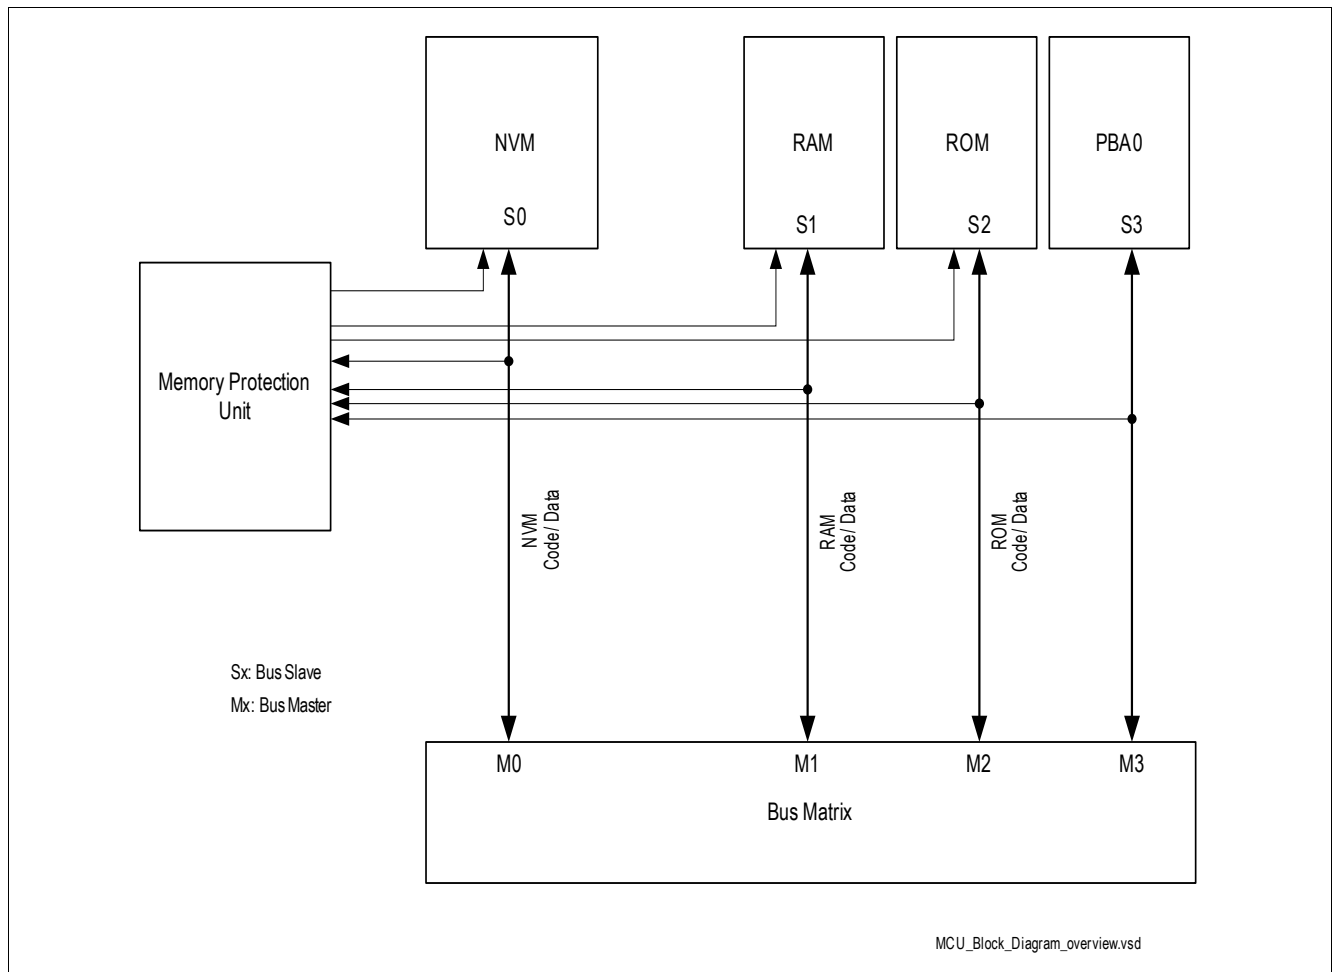 NVM
RAM
ROM
PBA0
S0
S1
S2
S3
Memory Protection
Unit
NVM
Code/ Data
RAM
Code/ Data
ROM
Code/ Data
Sx: Bus Slave
Mx: Bus Master
M0
M1
M2
M3
Bus Matrix
MCU_Block_Diagram_overview.vsd